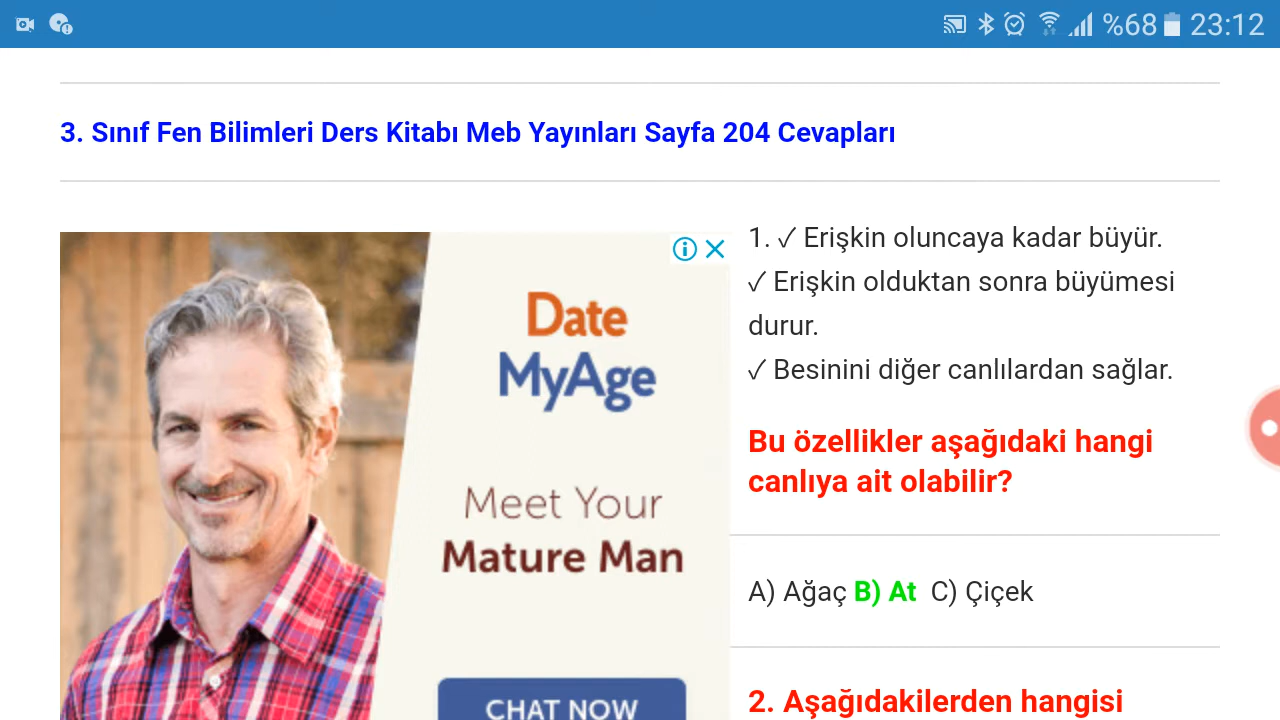 %68 23:12
3. Sınıf Fen Bilimleri Ders Kitabı Meb Yayınları Sayfa 204 Cevapları
Date
MyAge
Meet Your
Mature Man
CHAT NOW
1. ✓ Erişkin oluncaya kadar büyür.
✓ Erişkin olduktan sonra büyümesi
durur.
✓ Besinini diğer canlılardan sağlar.
Bu özellikler aşağıdaki hangi
canlıya ait olabilir?
A) Ağaç B) At C) Çiçek
2. Aşağıdakilerden hangisi